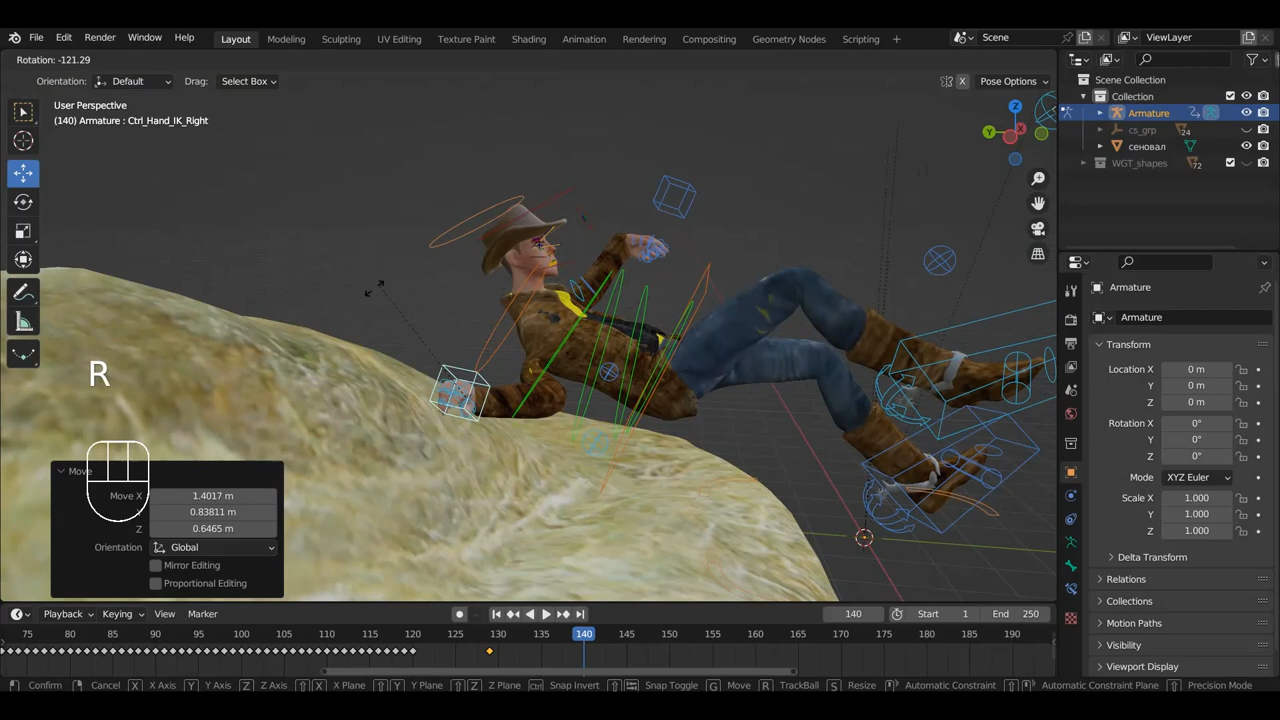 File Edit Render Window Help Layout Modeling Sculpting UV Editing Texture Paint Shading Animation Rendering Compositing Geometry Nodes Scripting + Scene ViewLayer
Rotation: -121.29
Orientation: Default Drag: Select Box X Pose Options
User Perspective
(140) Armature : Ctrl_Hand_IK_Right
Scene Collection
Collection
Armature
cs_grp 24
сеновал
WGT_shapes 72
Z
Y
X
R
Move
Move X 1.4017 m
0.83811 m
Z 0.6465 m
Orientation Global
Mirror Editing
Proportional Editing
Armature
Armature
Transform
Location X 0 m
Y 0 m
Z 0 m
Rotation X 0°
Y 0°
Z 0°
Mode XYZ Euler
Scale X 1.000
Y 1.000
Z 1.000
Delta Transform
Relations
Collections
Motion Paths
Visibility
Viewport Display
Playback Keying View Marker 140 Start 1 End 250
75 80 85 90 95 100 105 110 115 120 125 130 135 140 145 150 155 160 165 170 175 180 185 190
Confirm Cancel X X Axis Y Y Axis Z Z Axis X X Plane Y Y Plane Z Z Plane Ctrl Snap Invert Snap Toggle G Move R TrackBall S Resize Automatic Constraint Automatic Constraint Plane Precision Mode